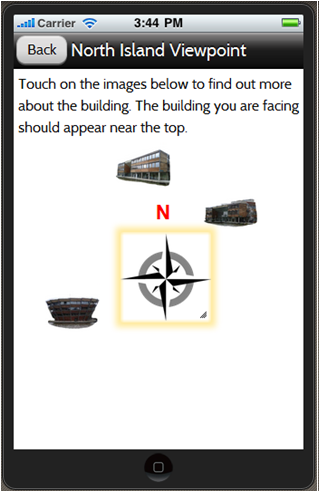 Carrier 3:44 PM
Back North Island Viewpoint
Touch on the images below to find out more
about the building. The building you are facing
should appear near the top.
N